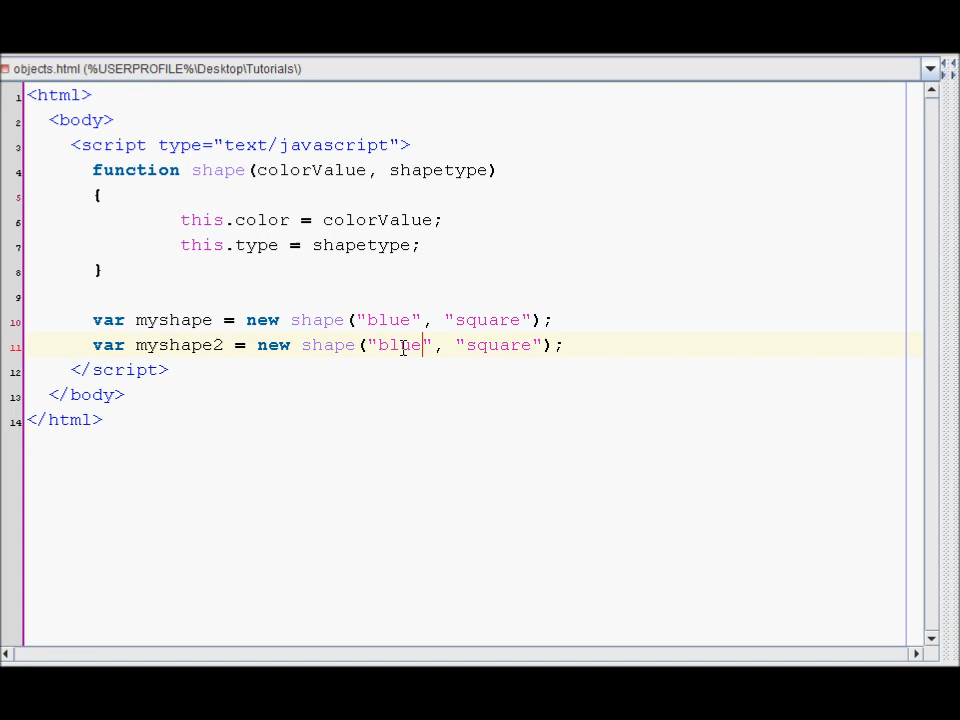 objects.html (%USERPROFILE%\Desktop\Tutorials\)
1 <html>
2 <body>
3 <script type="text/javascript">
4 function shape(colorValue, shapetype)
5 {
6 this.color = colorValue;
7 this.type = shapetype;
8 }
9
10 var myshape = new shape("blue", "square");
11 var myshape2 = new shape("blue", "square");
12 </script>
13 </body>
14 </html>